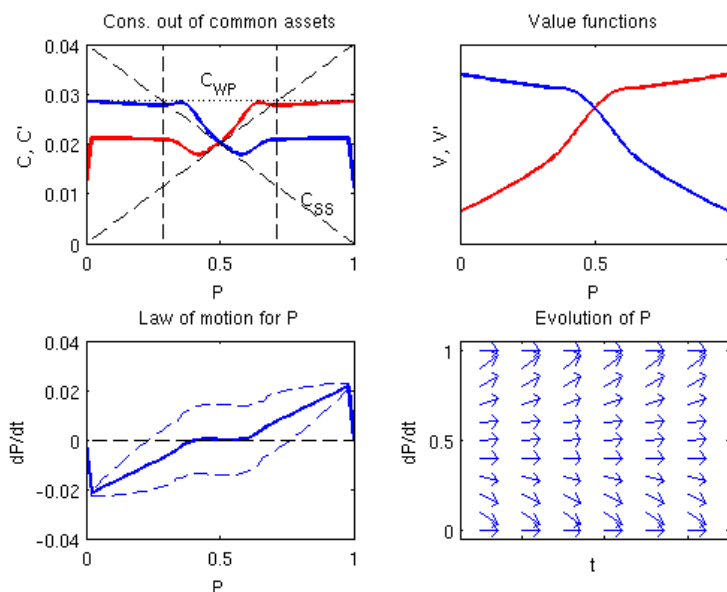 Cons. out of common assets
0.04
0.03
0.02
0.01
0
C, C'
C_WP
C_SS
0
0.5
1
P
Value functions
V, V'
0
0.5
1
P
Law of motion for P
0.04
0.02
0
-0.02
-0.04
dP/dt
0
0.5
1
P
Evolution of P
1
0.5
0
dP/dt
t